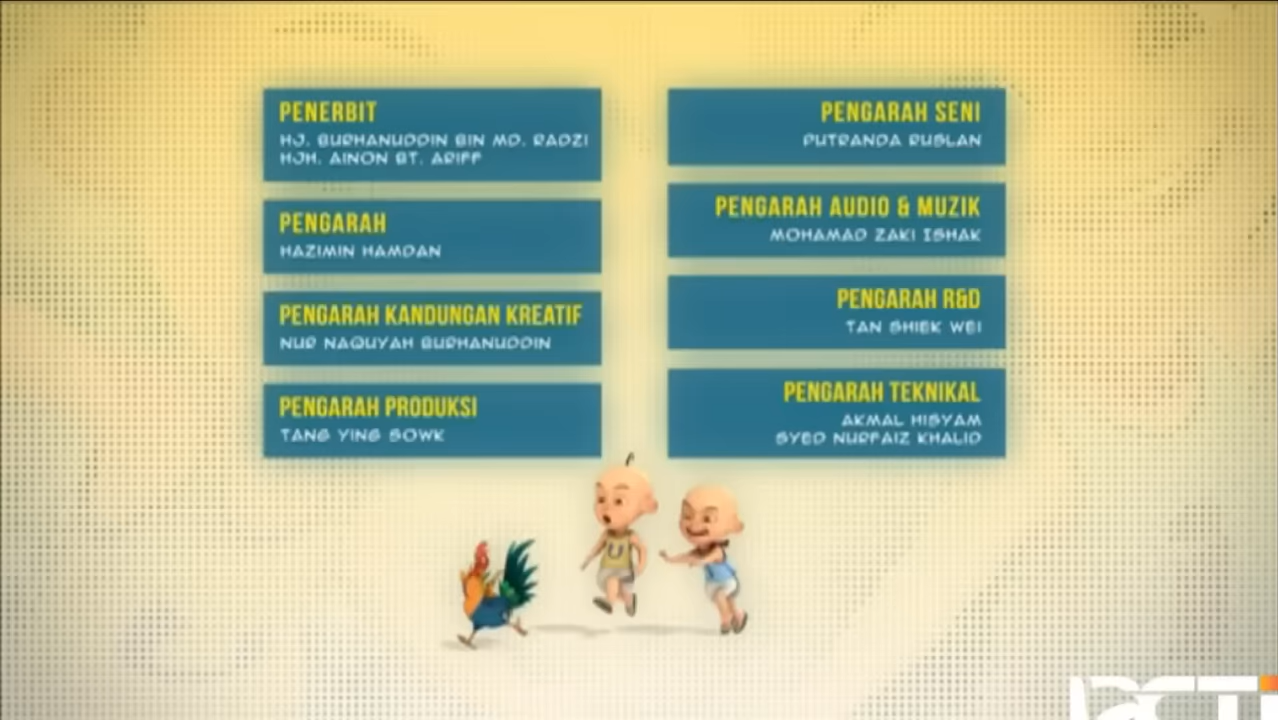 PENERBIT
HJ. BURHANUDDIN BIN MD. RADZI
HJH. AINON BT. ARIFF
PENGARAH
HAZIMIN HAMDAN
PENGARAH KANDUNGAN KREATIF
NUR NAQUYAH BURHANUDDIN
PENGARAH PRODUKSI
TANG YING SOWK
PENGARAH SENI
PUTRANDA RUSLAN
PENGARAH AUDIO & MUZIK
MOHAMAD ZAKI ISHAK
PENGARAH R&D
TAN SHIEK WEI
PENGARAH TEKNIKAL
AKMAL HISYAM
SYED NURFAIZ KHALID
U